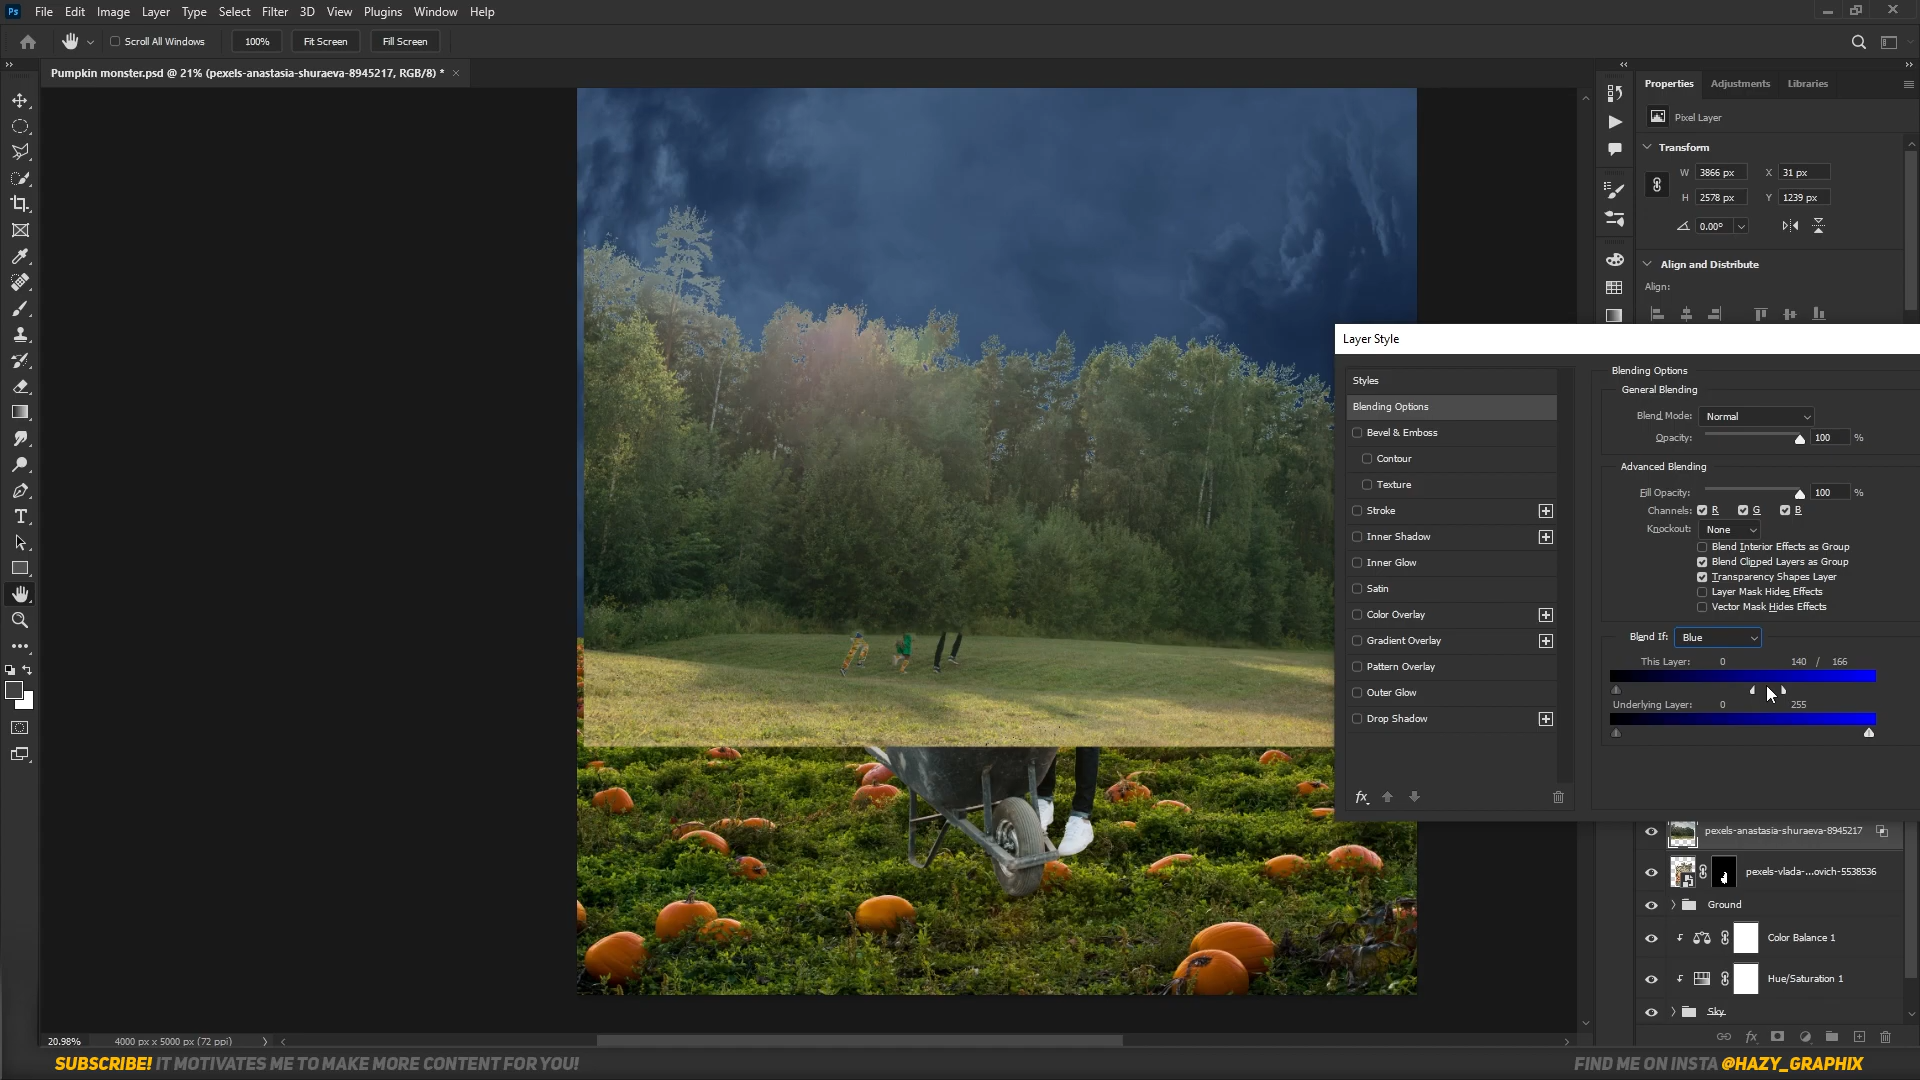 Ps File Edit Image Layer Type Select Filter 3D View Plugins Window Help
Scroll All Windows 100% Fit Screen Fill Screen
Pumpkin monster.psd @ 21% (pexels-anastasia-shuraeva-8945217, RGB/8) *
Properties Adjustments Libraries
Pixel Layer
Transform
W 3866 px X 31 px
H 2578 px Y 1239 px
0.00°
Align and Distribute
Align:
Layer Style
Styles
Blending Options
Bevel & Emboss
Contour
Texture
Stroke
Inner Shadow
Inner Glow
Satin
Color Overlay
Gradient Overlay
Pattern Overlay
Outer Glow
Drop Shadow
fx
Blending Options
General Blending
Blend Mode: Normal
Opacity: 100 %
Advanced Blending
Fill Opacity: 100 %
Channels: R G B
Knockout: None
Blend Interior Effects as Group
Blend Clipped Layers as Group
Transparency Shapes Layer
Layer Mask Hides Effects
Vector Mask Hides Effects
Blend If: Blue
This Layer: 0 140 / 166
Underlying Layer: 0 255
pexels-anastasia-shuraeva-8945217
pexels-vlada-...ovich-5538536
Ground
Color Balance 1
Hue/Saturation 1
Sky
fx
20.98% 4000 px x 5000 px (72 ppi)
SUBSCRIBE! IT MOTIVATES ME TO MAKE MORE CONTENT FOR YOU!
FIND ME ON INSTA @HAZY_GRAPHIX